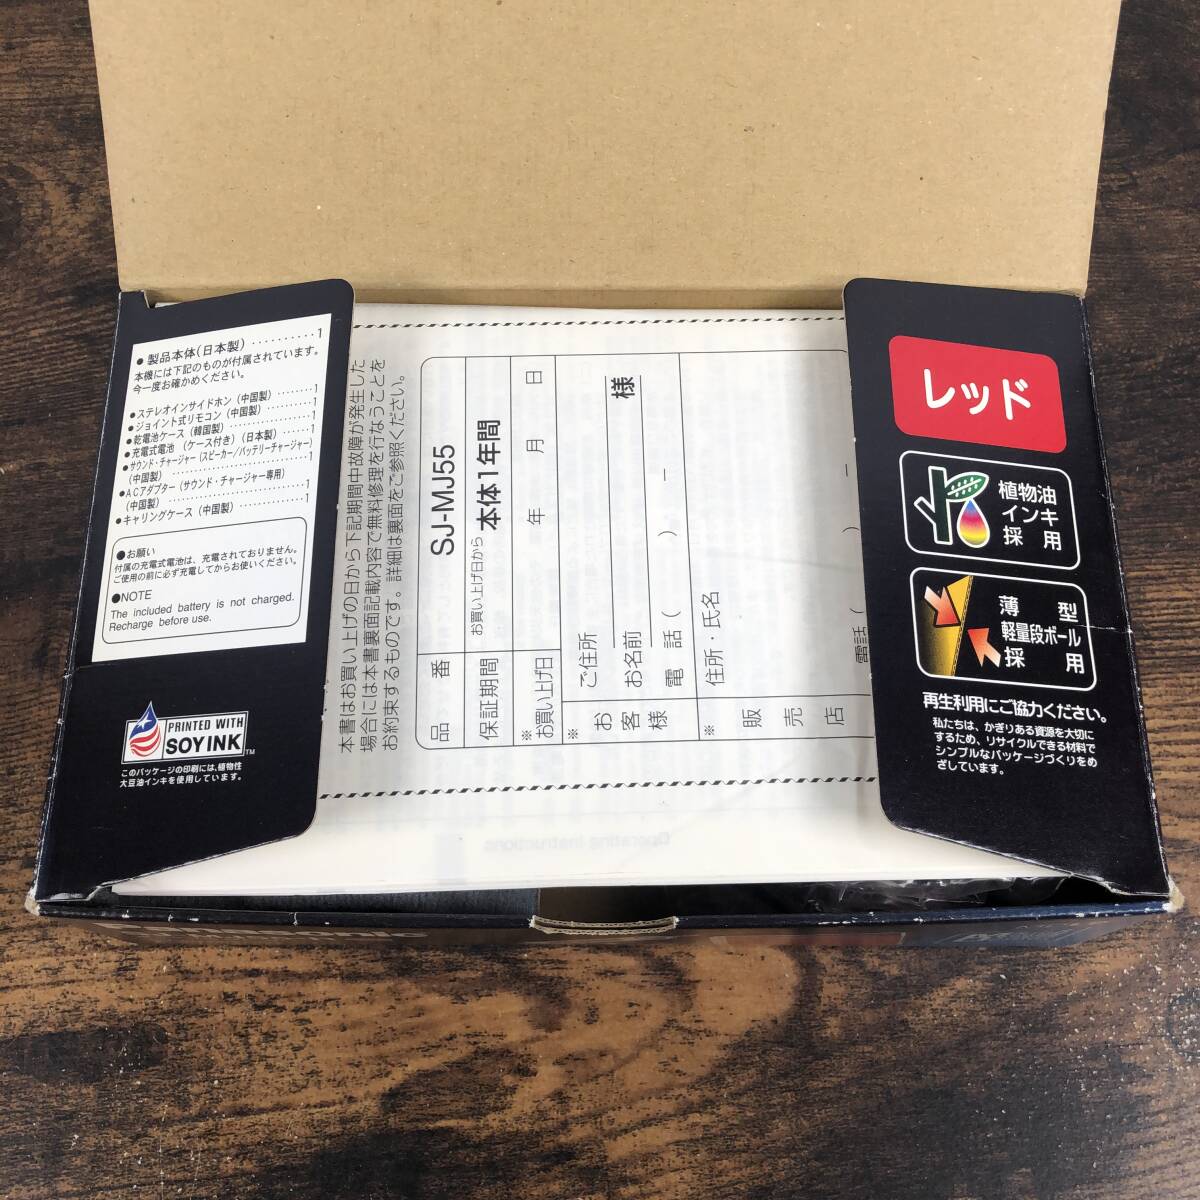 ●製品本体(日本製)··········1
本機には下記のものが付属されています。
今一度お確かめください。
●ステレオインサイドホン(中国製)········1
●ジョイント式リモコン(中国製)··········1
●乾電池ケース(韓国製)···············1
●充電式電池 (ケース付き)(日本製)······1
●サウンド・チャージャー(スピーカー/バッテリーチャージャー)
(中国製)·························1
●ACアダプター(サウンド・チャージャー専用)
(中国製)·························1
●キャリングケース(中国製)·············1
●お願い
付属の充電式電池は、充電されておりません。
ご使用の前に必ず充電してからお使いください。
●NOTE
The included battery is not charged.
Recharge before use.
PRINTED WITH
SOY INK™
このパッケージの印刷には、植物性
大豆油インキを使用しています。
本書はお買い上げの日から下記期間中故障が発生した
場合には本書裏面記載内容で無料修理を行なうことを
お約束するものです。詳細は裏面をご参照ください。
品 番 SJ-MJ55
保証期間 お買い上げ日から 本体1年間
※お買い上げ日 年 月 日
※お客様
ご住所
お名前 様
電話( ) −
※販売店
住所・氏名
電話( ) −
Operating Instructions
レッド
植物油
インキ
採用
薄型
軽量段ボール
採用
再生利用にご協力ください。
私たちは、かぎりある資源を大切に
するため、リサイクルできる材料で
シンプルなパッケージづくりをめ
ざしています。